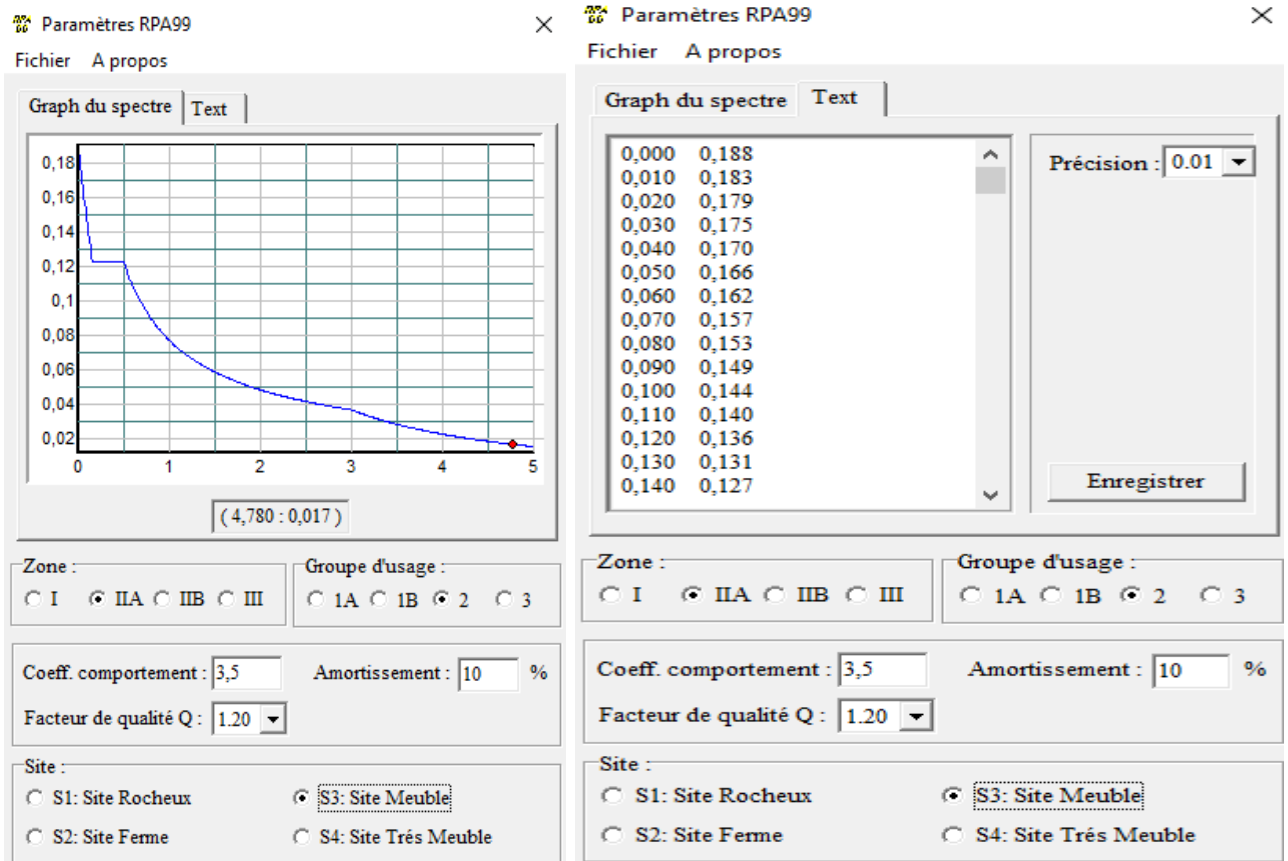 Paramètres RPA99
Fichier A propos
Graph du spectre Text
0,18
0,16
0,14
0,12
0,1
0,08
0,06
0,04
0,02
0 1 2 3 4 5
( 4,780 : 0,017 )
Zone :
I IIA IIB III
Groupe d'usage :
1A 1B 2 3
Coeff. comportement : 3,5 Amortissement : 10 %
Facteur de qualité Q : 1.20
Site :
S1: Site Rocheux S3: Site Meuble
S2: Site Ferme S4: Site Trés Meuble
Paramètres RPA99
Fichier A propos
Graph du spectre Text
0,000 0,188
0,010 0,183
0,020 0,179
0,030 0,175
0,040 0,170
0,050 0,166
0,060 0,162
0,070 0,157
0,080 0,153
0,090 0,149
0,100 0,144
0,110 0,140
0,120 0,136
0,130 0,131
0,140 0,127
Précision : 0.01
Enregistrer
Zone :
I IIA IIB III
Groupe d'usage :
1A 1B 2 3
Coeff. comportement : 3,5 Amortissement : 10 %
Facteur de qualité Q : 1.20
Site :
S1: Site Rocheux S3: Site Meuble
S2: Site Ferme S4: Site Trés Meuble